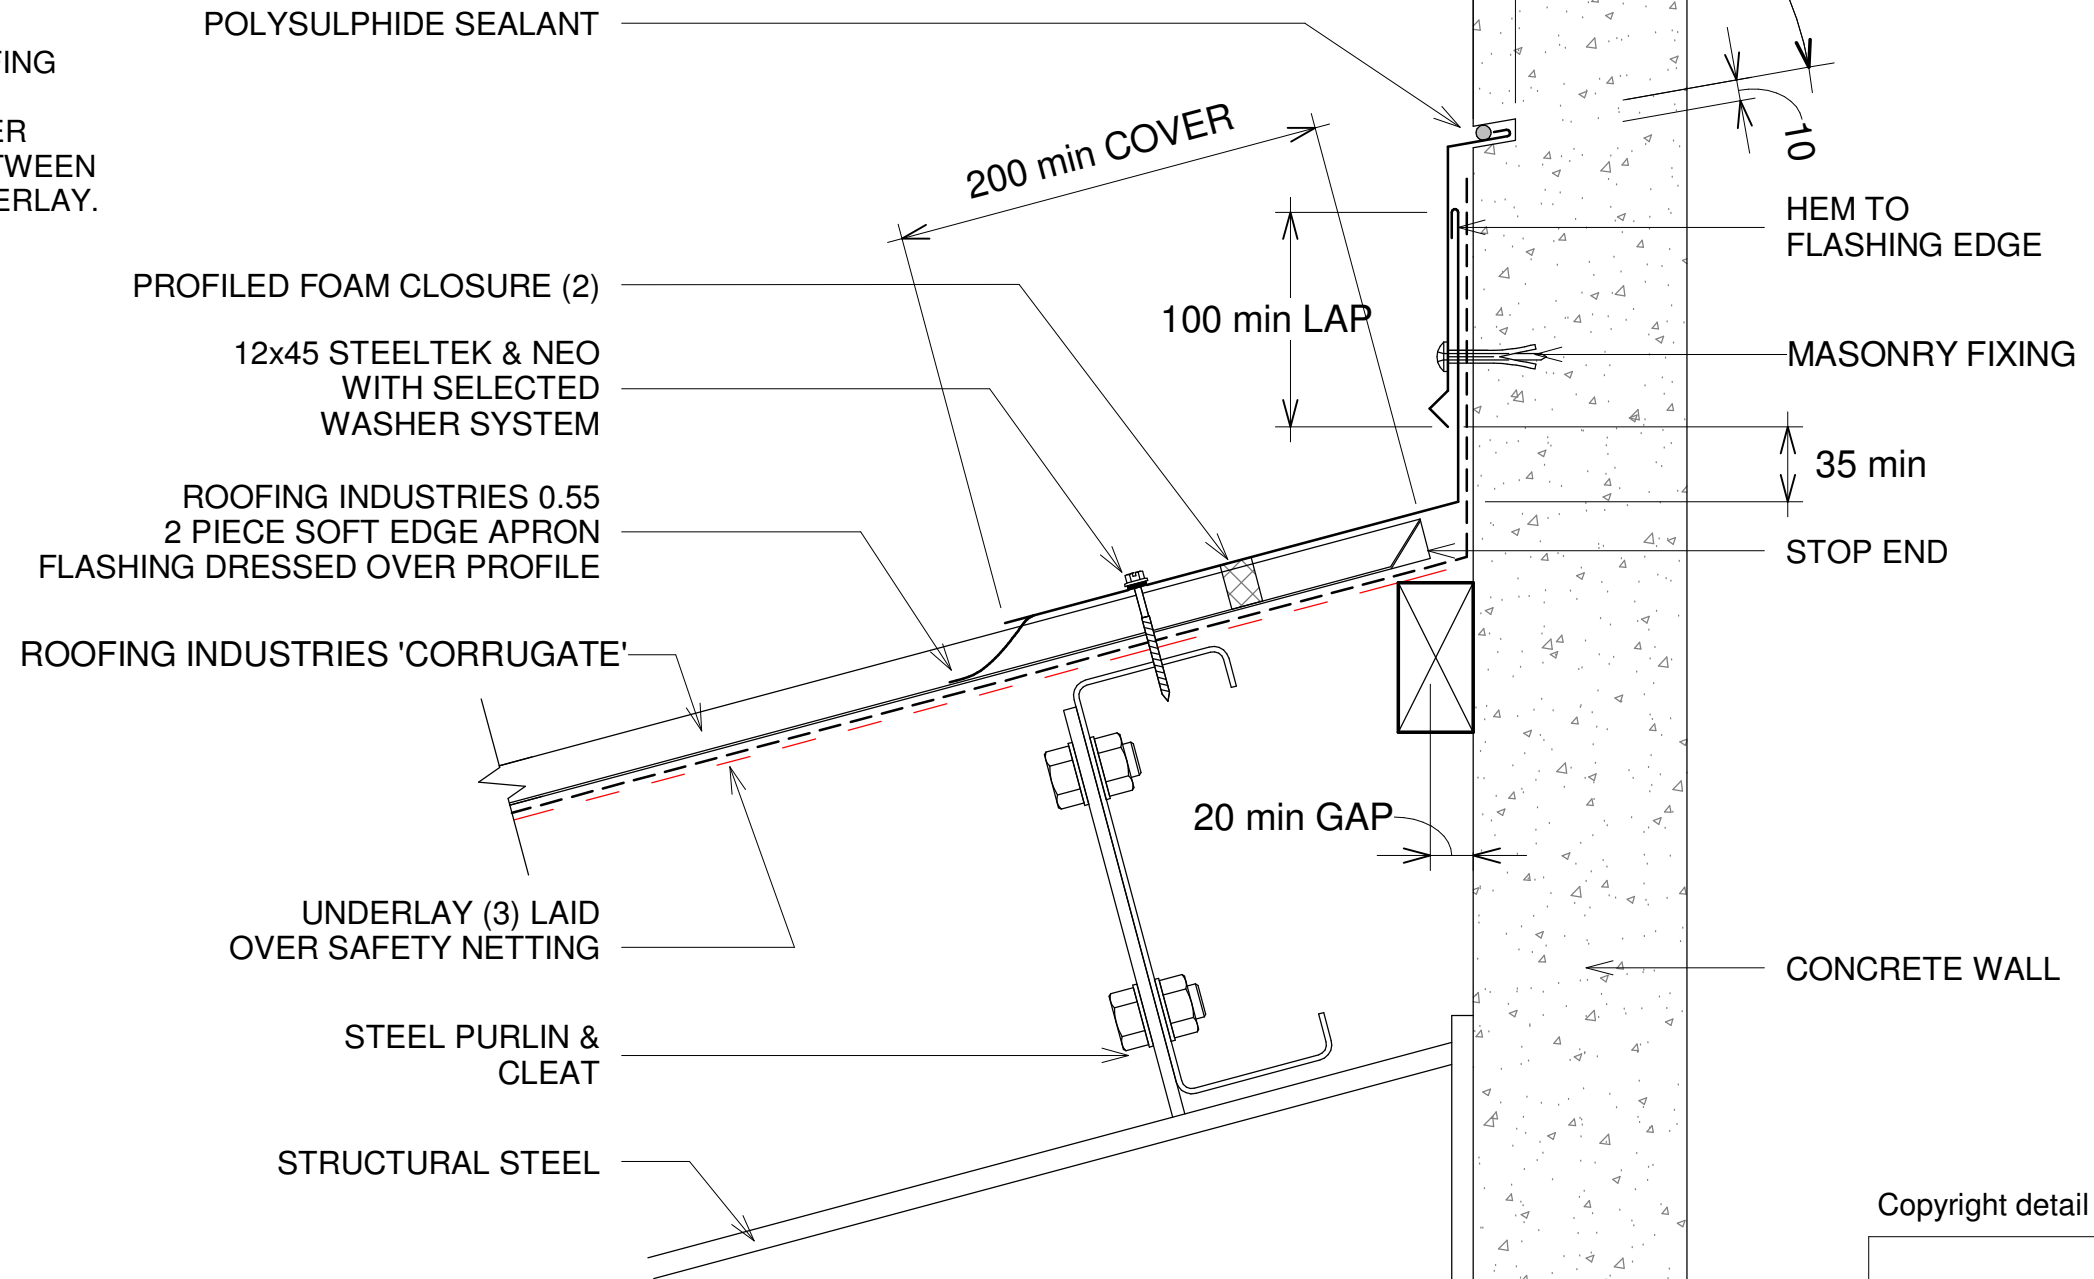 POLYSULPHIDE SEALANT
ER
ERLAY.
200 min COVER
10
HEM TO
FLASHING EDGE
PROFILED FOAM CLOSURE (2)
100 min LAP
12x45 STEELTEK & NEO
WITH SELECTED
WASHER SYSTEM
MASONRY FIXING
35 min
ROOFING INDUSTRIES 0.55
2 PIECE SOFT EDGE APRON
FLASHING DRESSED OVER PROFILE
STOP END
ROOFING INDUSTRIES 'CORRUGATE'
20 min GAP
UNDERLAY (3) LAID
OVER SAFETY NETTING
CONCRETE WALL
STEEL PURLIN &
CLEAT
STRUCTURAL STEEL
Copyright detail